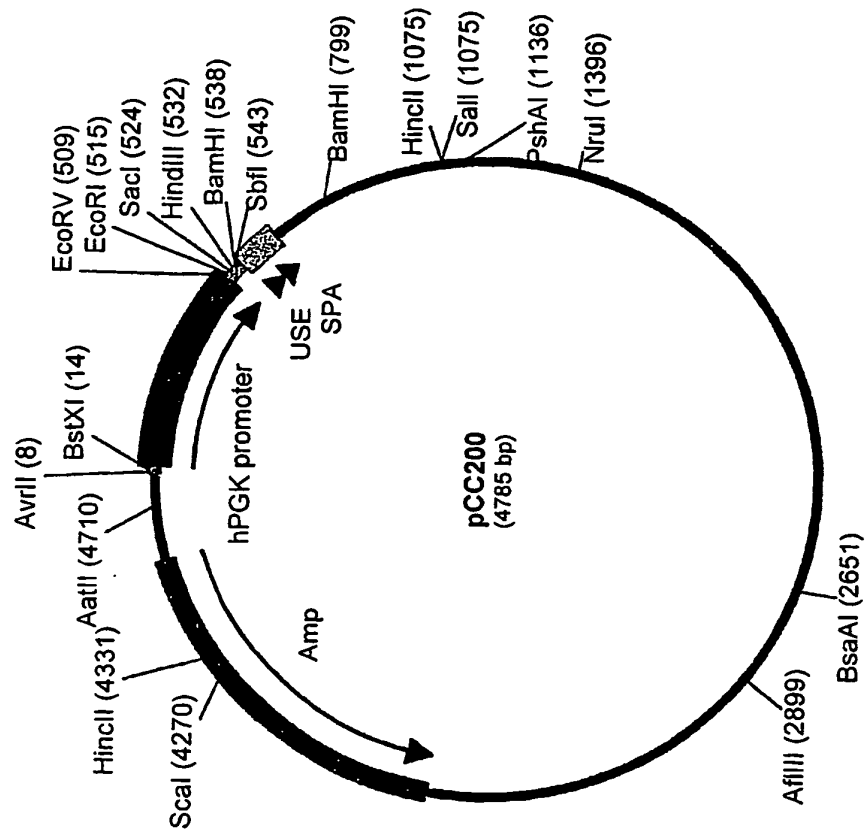 AvrII (8)
BstXI (14)
EcoRV (509)
EcoRI (515)
SacI (524)
HindIII (532)
BamHI (538)
SbfI (543)
BamHI (799)
HincII (1075)
SalI (1075)
PshAI (1136)
NruI (1396)
BsaAI (2651)
AflIII (2899)
ScaI (4270)
HincII (4331)
AatII (4710)
hPGK promoter
USE
SPA
Amp
pCC200
(4785 bp)